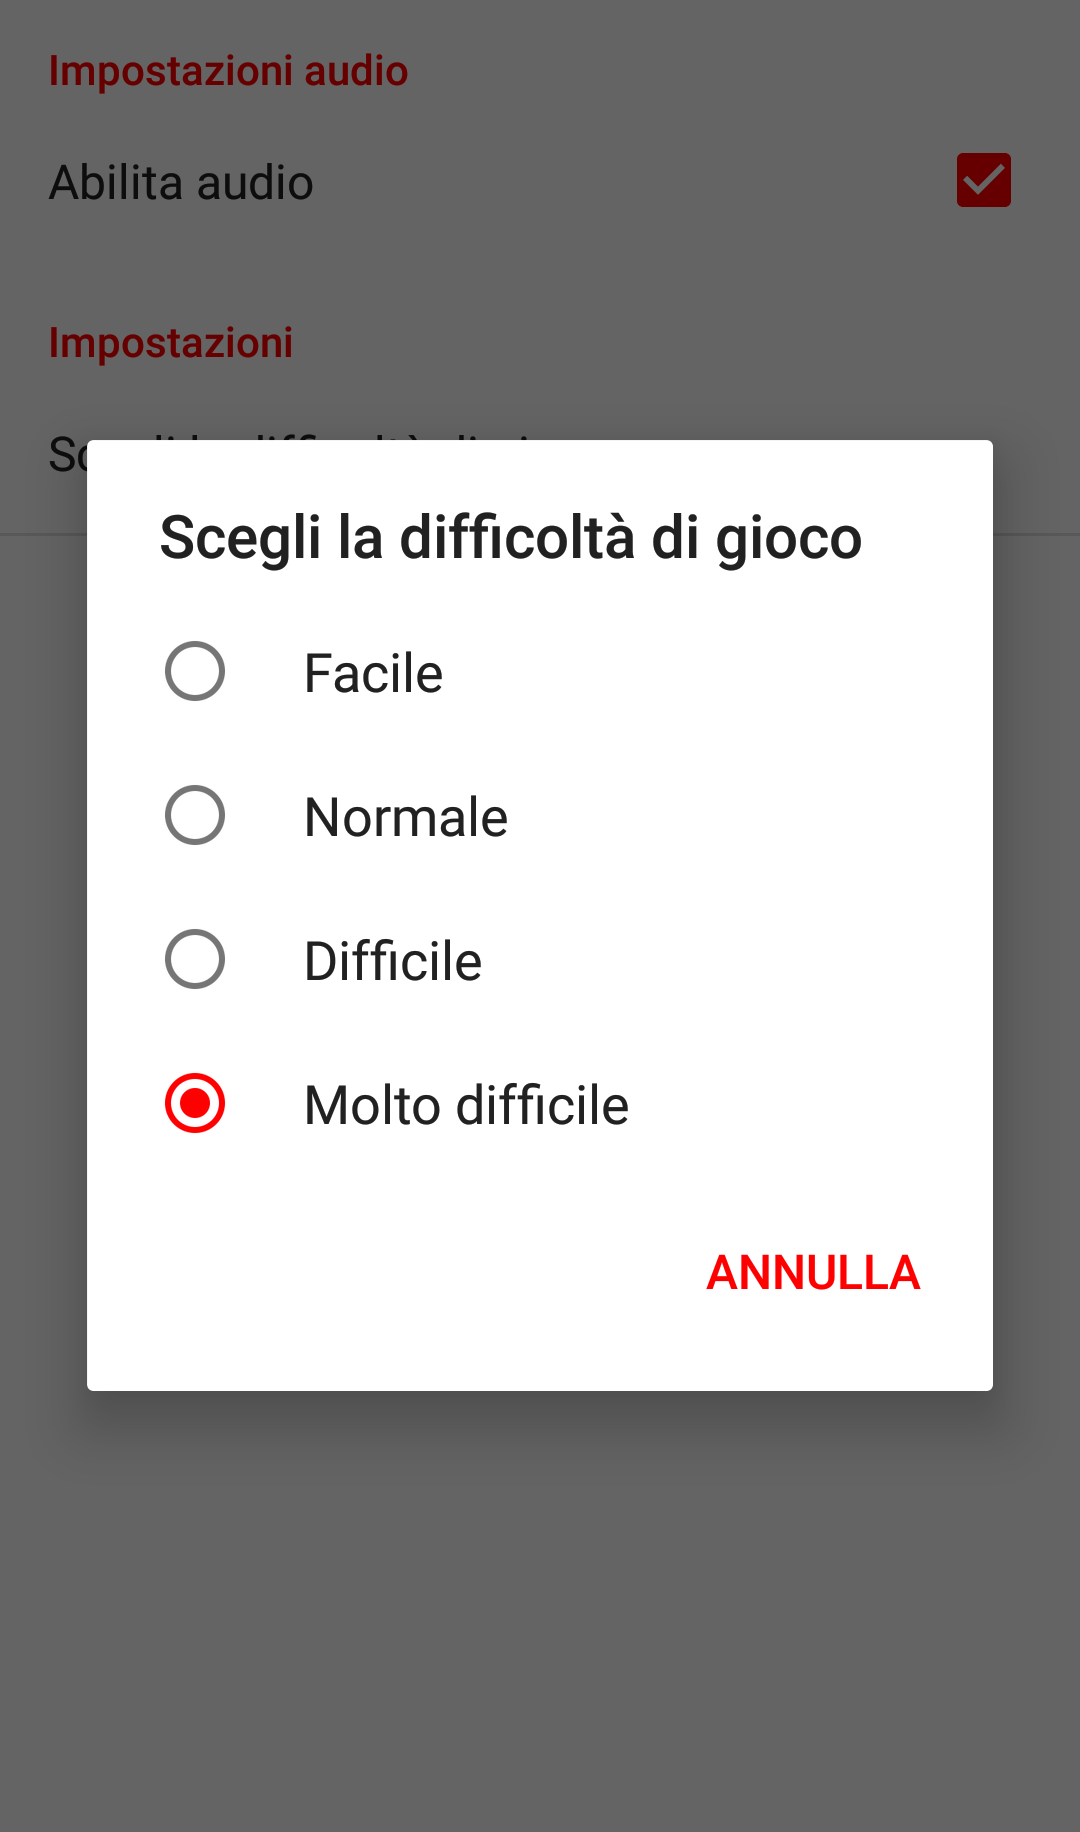 Impostazioni audio
Abilita audio
Impostazioni
Scegli la difficoltà di gioco
Facile
Normale
Difficile
Molto difficile
ANNULLA